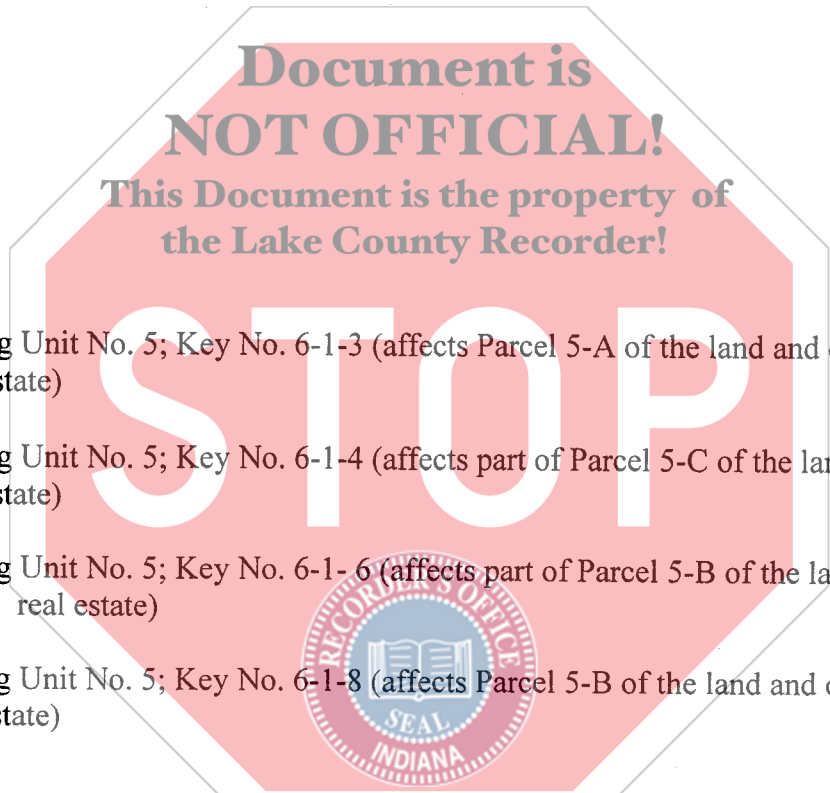 Document is
NOT OFFICIAL!
This Document is the property of
the Lake County Recorder!
STOP
g Unit No. 5; Key No. 6-1-3 (affects Parcel 5-A of the land and
state)
g Unit No. 5; Key No. 6-1-4 (affects part of Parcel 5-C of the lan
state)
g Unit No. 5; Key No. 6-1- 6 (affects part of Parcel 5-B of the la
real estate)
g Unit No. 5; Key No. 6-1-8 (affects Parcel 5-B of the land and
state)
RECORDER'S OFFICE
SEAL
INDIANA